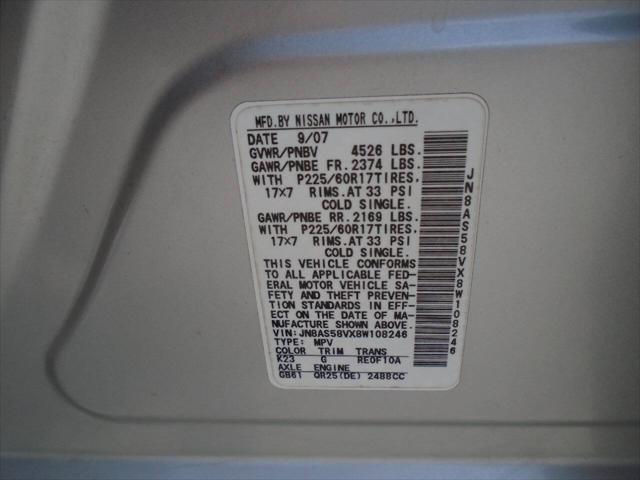 MFD.BY NISSAN MOTOR CO.,LTD.
DATE 9/07
GVWR/PNBV 4526 LBS.
GAWR/PNBE FR. 2374 LBS.
WITH P225/60R17TIRES,
17X7 RIMS.AT 33 PSI
COLD SINGLE.
GAWR/PNBE RR. 2169 LBS.
WITH P225/60R17TIRES,
17X7 RIMS.AT 33 PSI
COLD SINGLE.
THIS VEHICLE CONFORMS
TO ALL APPLICABLE FED-
ERAL MOTOR VEHICLE SA-
FETY AND THEFT PREVEN-
TION STANDARDS IN EFF-
ECT ON THE DATE OF MA-
NUFACTURE SHOWN ABOVE.
VIN:JN8AS58VX8W108246
TYPE: MPV
COLOR TRIM TRANS
K23 G RE0F10A
AXLE ENGINE
GB61 QR25(DE) 2488CC
JN8AS58VX8W108246